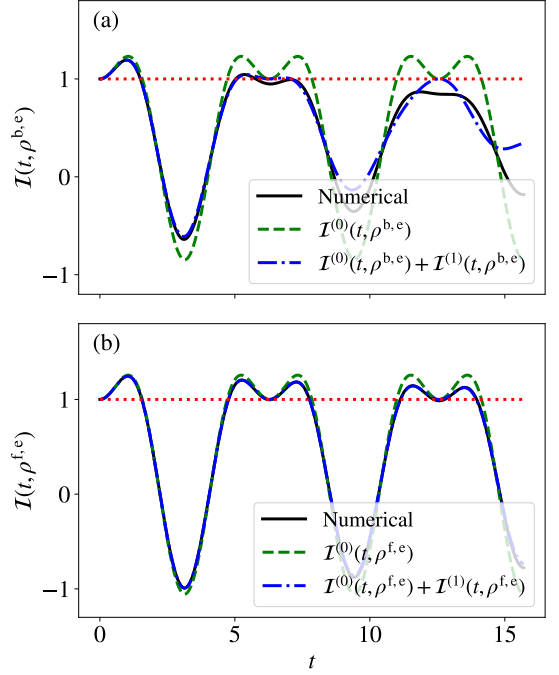 (a)
1
0
−1
I(t, ρ^{b, e})
Numerical
I^{(0)}(t, ρ^{b, e})
I^{(0)}(t, ρ^{b, e}) + I^{(1)}(t, ρ^{b, e})
(b)
1
0
−1
I(t, ρ^{f, e})
Numerical
I^{(0)}(t, ρ^{f, e})
I^{(0)}(t, ρ^{f, e}) + I^{(1)}(t, ρ^{f, e})
0 5 10 15
t